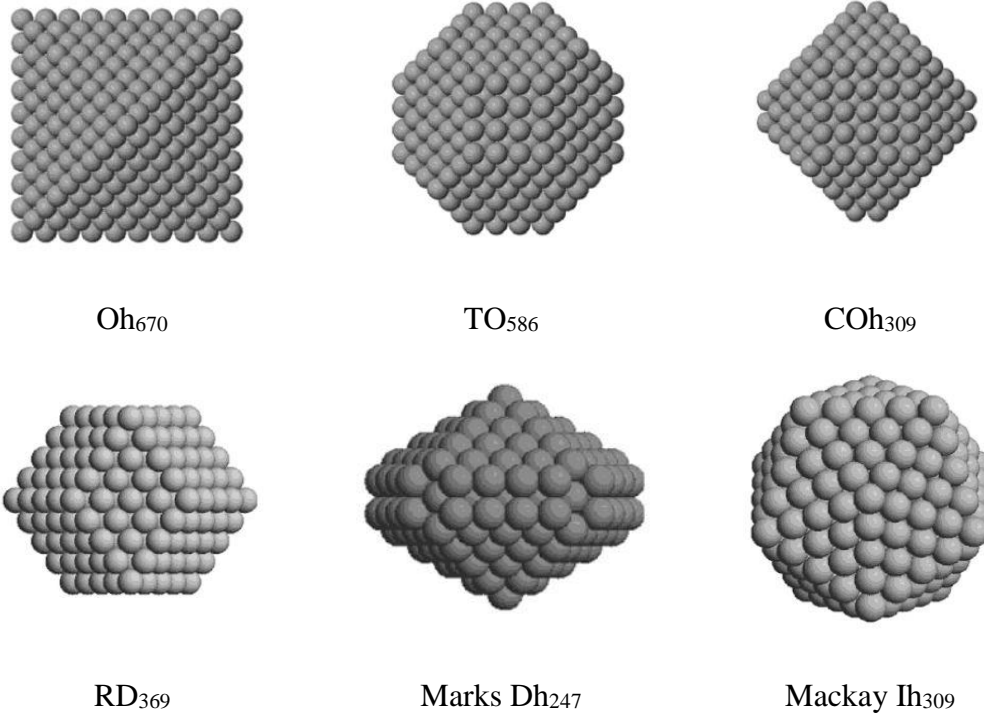 Oh₆₇₀
TO₅₈₆
COh₃₀₉
RD₃₆₉
Marks Dh₂₄₇
Mackay Ih₃₀₉